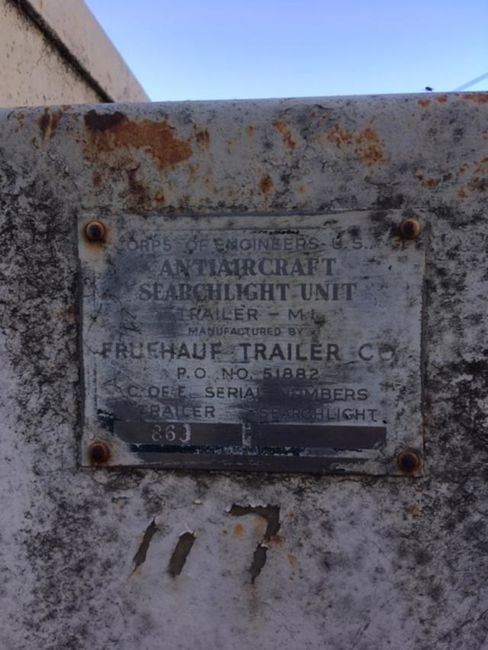 CORPS OF ENGINEERS U.S.A.
ANTIAIRCRAFT
SEARCHLIGHT UNIT
TRAILER - M1
MANUFACTURED BY
FRUEHAUF TRAILER CO
P.O. NO. 51882
C. OF E. SERIAL NUMBERS
TRAILER SEARCHLIGHT